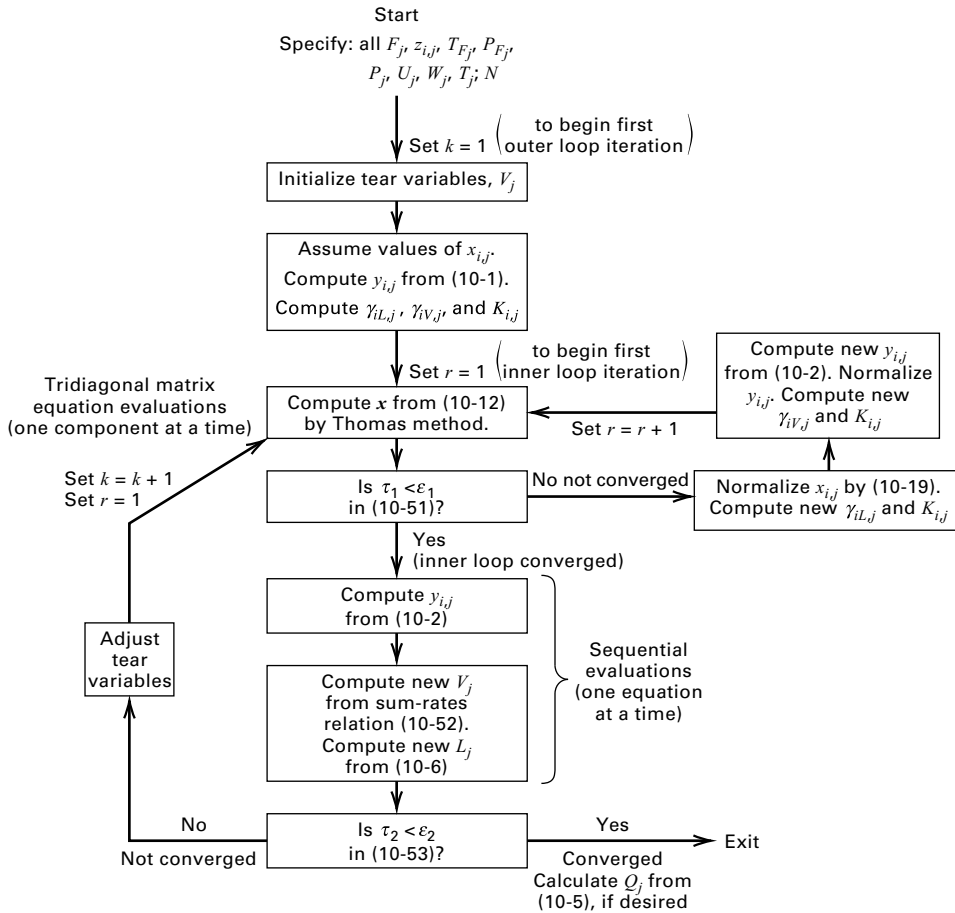 Start
Specify: all F_j, z_{i,j}, T_{F_j}, P_{F_j},
P_j, U_j, W_j, T_j; N
Set k = 1 (to begin first
outer loop iteration)
Initialize tear variables, V_j
Assume values of x_{i,j}.
Compute y_{i,j} from (10-1).
Compute γ_{iL,j}, γ_{iV,j}, and K_{i,j}
Set r = 1 (to begin first
inner loop iteration)
Tridiagonal matrix
equation evaluations
(one component at a time)
Compute x from (10-12)
by Thomas method.
Set r = r + 1
Compute new y_{i,j}
from (10-2). Normalize
y_{i,j}. Compute new
γ_{iV,j} and K_{i,j}
Set k = k + 1
Set r = 1
Is τ_1 < ε_1
in (10-51)?
No not converged
Normalize x_{i,j} by (10-19).
Compute new γ_{iL,j} and K_{i,j}
Yes
(inner loop converged)
Compute y_{i,j}
from (10-2)
Adjust
tear
variables
Compute new V_j
from sum-rates
relation (10-52).
Compute new L_j
from (10-6)
Sequential
evaluations
(one equation
at a time)
No
Not converged
Is τ_2 < ε_2
in (10-53)?
Yes
Converged
Calculate Q_j from
(10-5), if desired
Exit